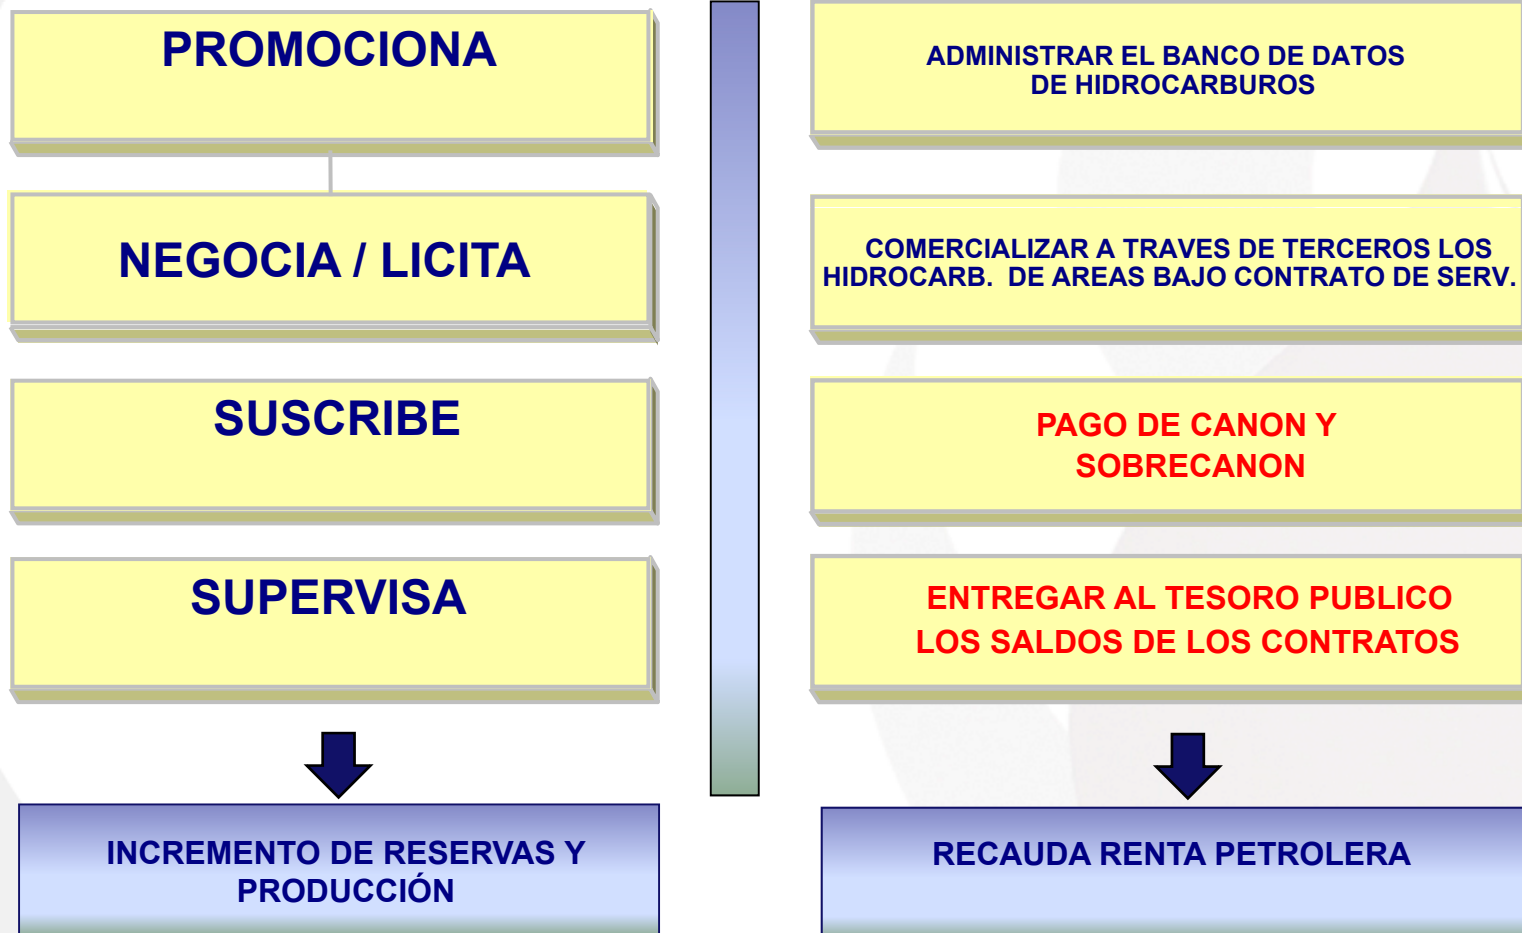 PROMOCIONA
NEGOCIA / LICITA
SUSCRIBE
SUPERVISA
INCREMENTO DE RESERVAS Y
PRODUCCIÓN
ADMINISTRAR EL BANCO DE DATOS
DE HIDROCARBUROS
COMERCIALIZAR A TRAVES DE TERCEROS LOS
HIDROCARB. DE AREAS BAJO CONTRATO DE SERV.
PAGO DE CANON Y
SOBRECANON
ENTREGAR AL TESORO PUBLICO
LOS SALDOS DE LOS CONTRATOS
RECAUDA RENTA PETROLERA